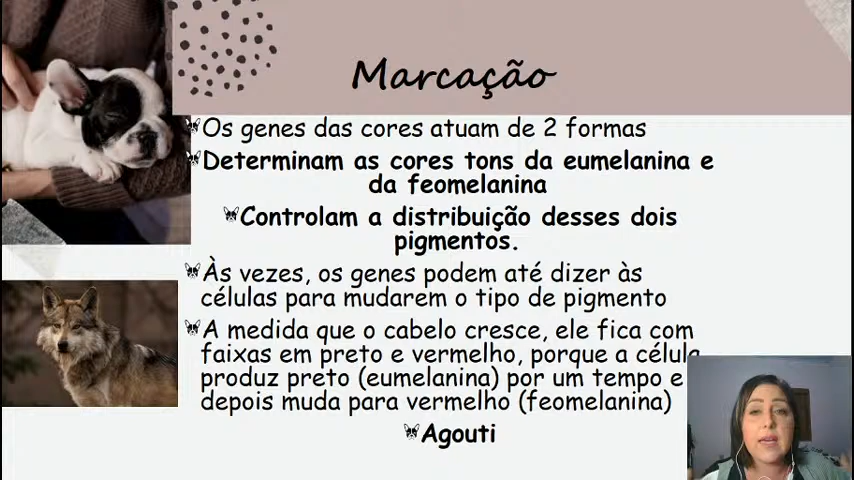 Marcação
Os genes das cores atuam de 2 formas
Determinam as cores tons da eumelanina e
da feomelanina
Controlam a distribuição desses dois
pigmentos.
Às vezes, os genes podem até dizer às
células para mudarem o tipo de pigmento
A medida que o cabelo cresce, ele fica com
faixas em preto e vermelho, porque a célula
produz preto (eumelanina) por um tempo e
depois muda para vermelho (feomelanina)
Agouti